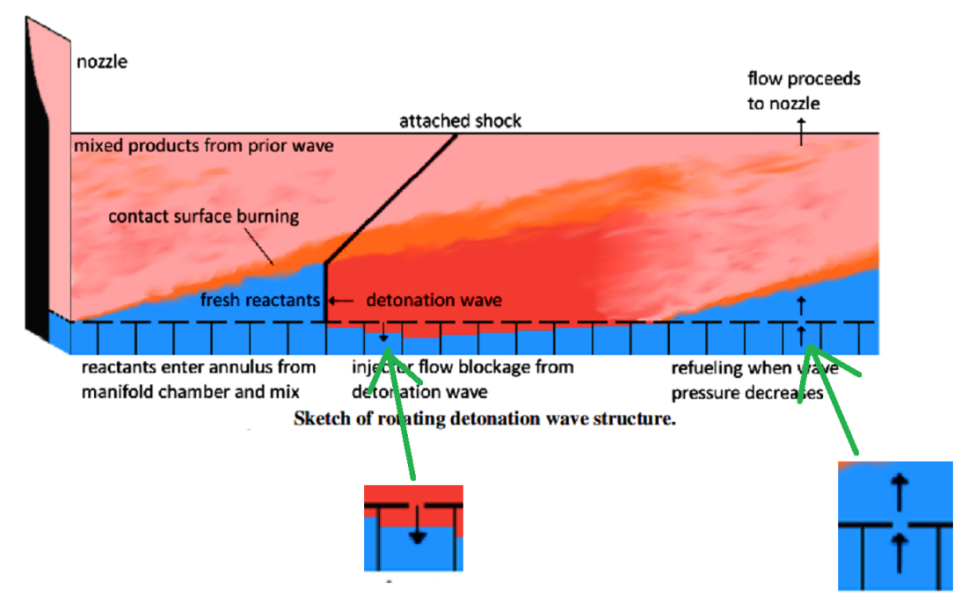 nozzle
flow proceeds
to nozzle
attached shock
mixed products from prior wave
contact surface burning
fresh reactants
detonation wave
reactants enter annulus from
manifold chamber and mix
injector flow blockage from
detonation wave
refueling when wave
pressure decreases
Sketch of rotating detonation wave structure.